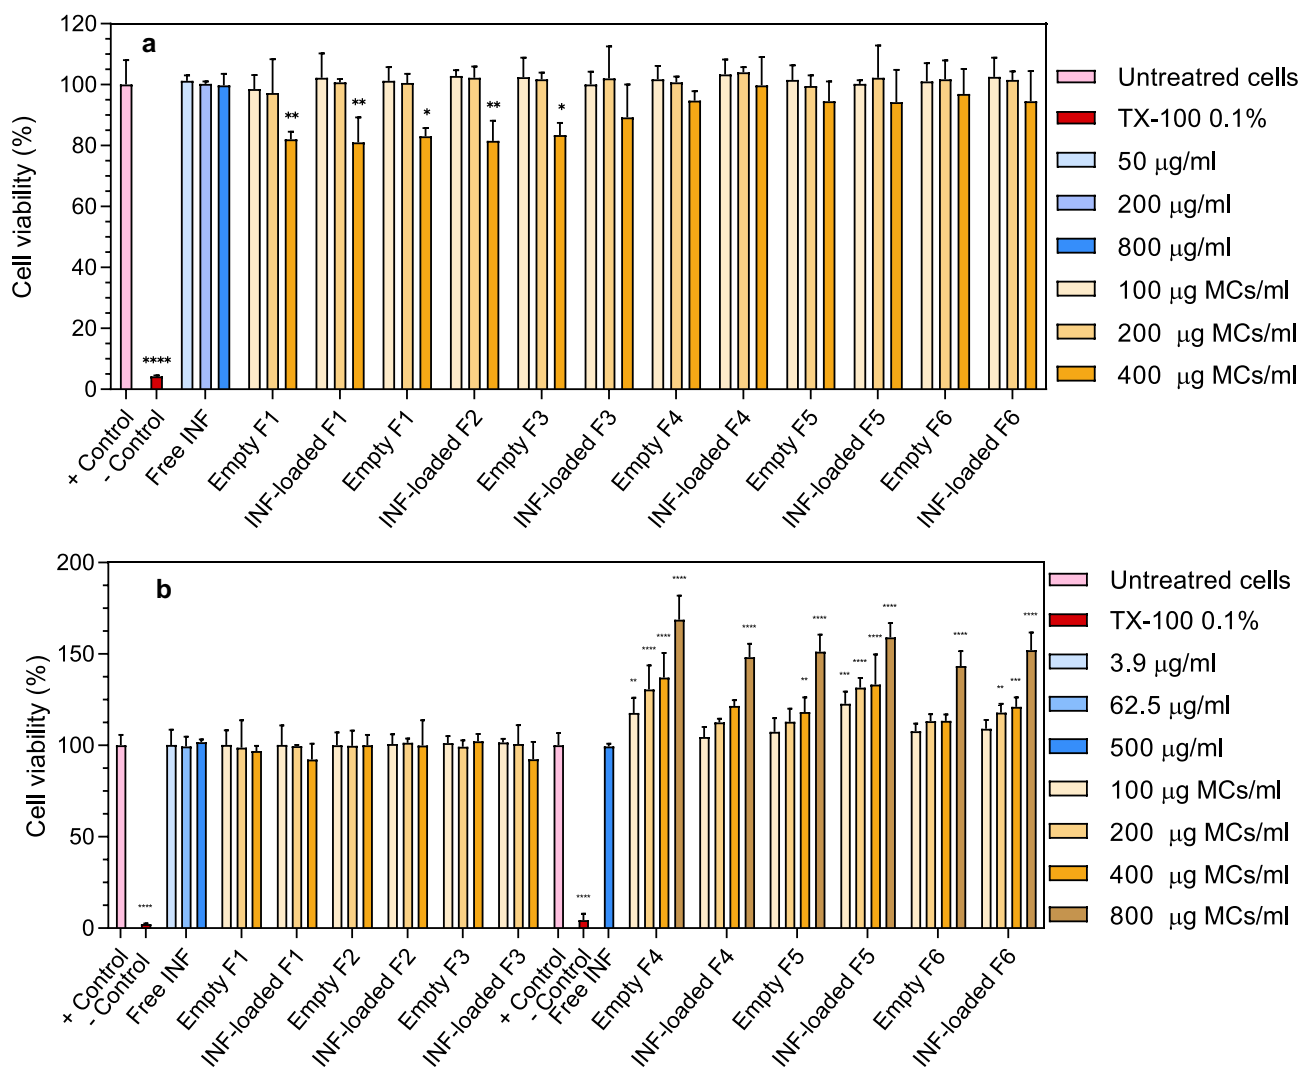 a
Cell viability (%)
120
100
80
60
40
20
0
****
**
**
*
**
*
+ Control
- Control
Free INF
Empty F1
INF-loaded F1
Empty F1
INF-loaded F2
Empty F3
INF-loaded F3
Empty F4
INF-loaded F4
Empty F5
INF-loaded F5
Empty F6
INF-loaded F6
Untreatred cells
TX-100 0.1%
50 µg/ml
200 µg/ml
800 µg/ml
100 µg MCs/ml
200 µg MCs/ml
400 µg MCs/ml
b
Cell viability (%)
200
150
100
50
0
****
****
**
****
****
****
****
**
****
***
****
****
****
****
**
***
****
+ Control
- Control
Free INF
Empty F1
INF-loaded F1
Empty F2
INF-loaded F2
Empty F3
INF-loaded F3
+ Control
- Control
Free INF
Empty F4
INF-loaded F4
Empty F5
INF-loaded F5
Empty F6
INF-loaded F6
Untreatred cells
TX-100 0.1%
3.9 µg/ml
62.5 µg/ml
500 µg/ml
100 µg MCs/ml
200 µg MCs/ml
400 µg MCs/ml
800 µg MCs/ml